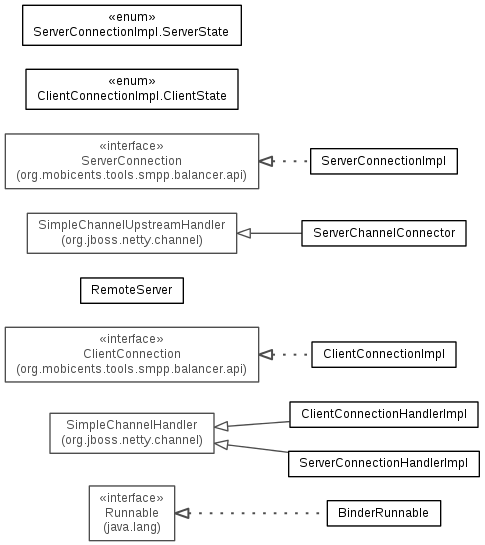 «enum»
ServerConnectionImpl.ServerState
«enum»
ClientConnectionImpl.ClientState
«interface»
ServerConnection
(org.mobicents.tools.smpp.balancer.api)
ServerConnectionImpl
SimpleChannelUpstreamHandler
(org.jboss.netty.channel)
ServerChannelConnector
RemoteServer
«interface»
ClientConnection
(org.mobicents.tools.smpp.balancer.api)
ClientConnectionImpl
SimpleChannelHandler
(org.jboss.netty.channel)
ClientConnectionHandlerImpl
ServerConnectionHandlerImpl
«interface»
Runnable
(java.lang)
BinderRunnable